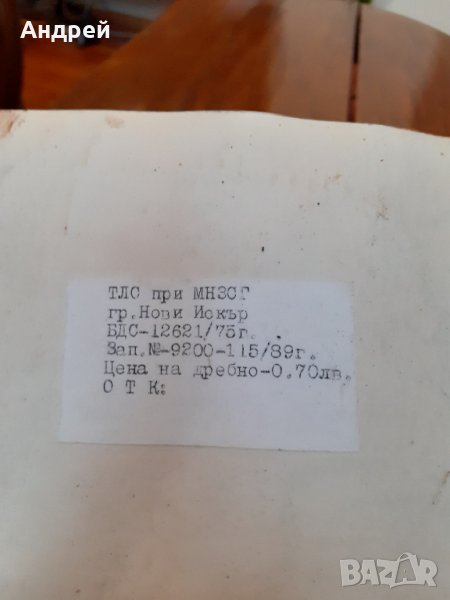 Андрей
ТЛС при МНЗСГ
гр.Нови Искър
БДС-12621/75г.
Зап.№-9200-115/89г.
Цена на дребно-0.70лв.
О Т К:
BAZAR